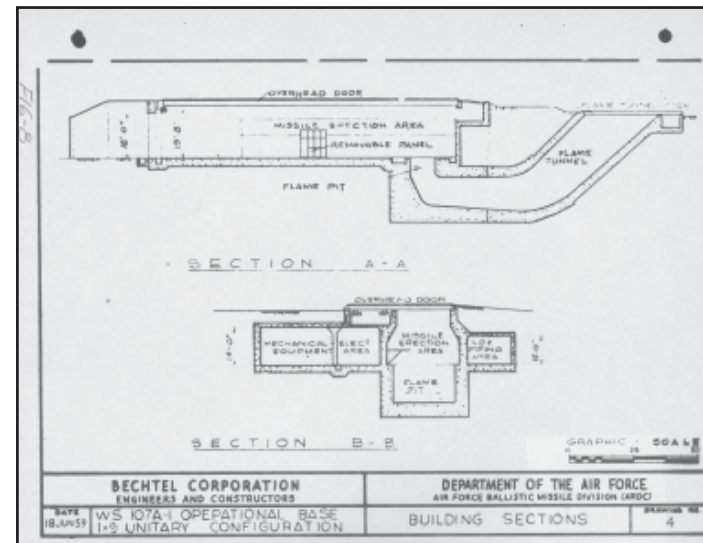 FIG-8
OVERHEAD DOOR
MISSILE ERECTION AREA
REMOVABLE PANEL
FLAME PIT
FLAME
TUNNEL
SECTION A-A
OVERHEAD DOOR
MECHANICAL
EQUIPMENT
ELECT
AREA
MISSILE
ERECTION
AREA
LOX
PIPING
AREA
FLAME
PIT
SECTION B-B
GRAPHIC SCALE
BECHTEL CORPORATION
ENGINEERS AND CONSTRUCTORS
DEPARTMENT OF THE AIR FORCE
AIR FORCE BALLISTIC MISSILE DIVISION (ARDC)
DATE
18 JUN 59
WS 107A-1 OPERATIONAL BASE
1×9 UNITARY CONFIGURATION
BUILDING SECTIONS
DRAWING NO.
4